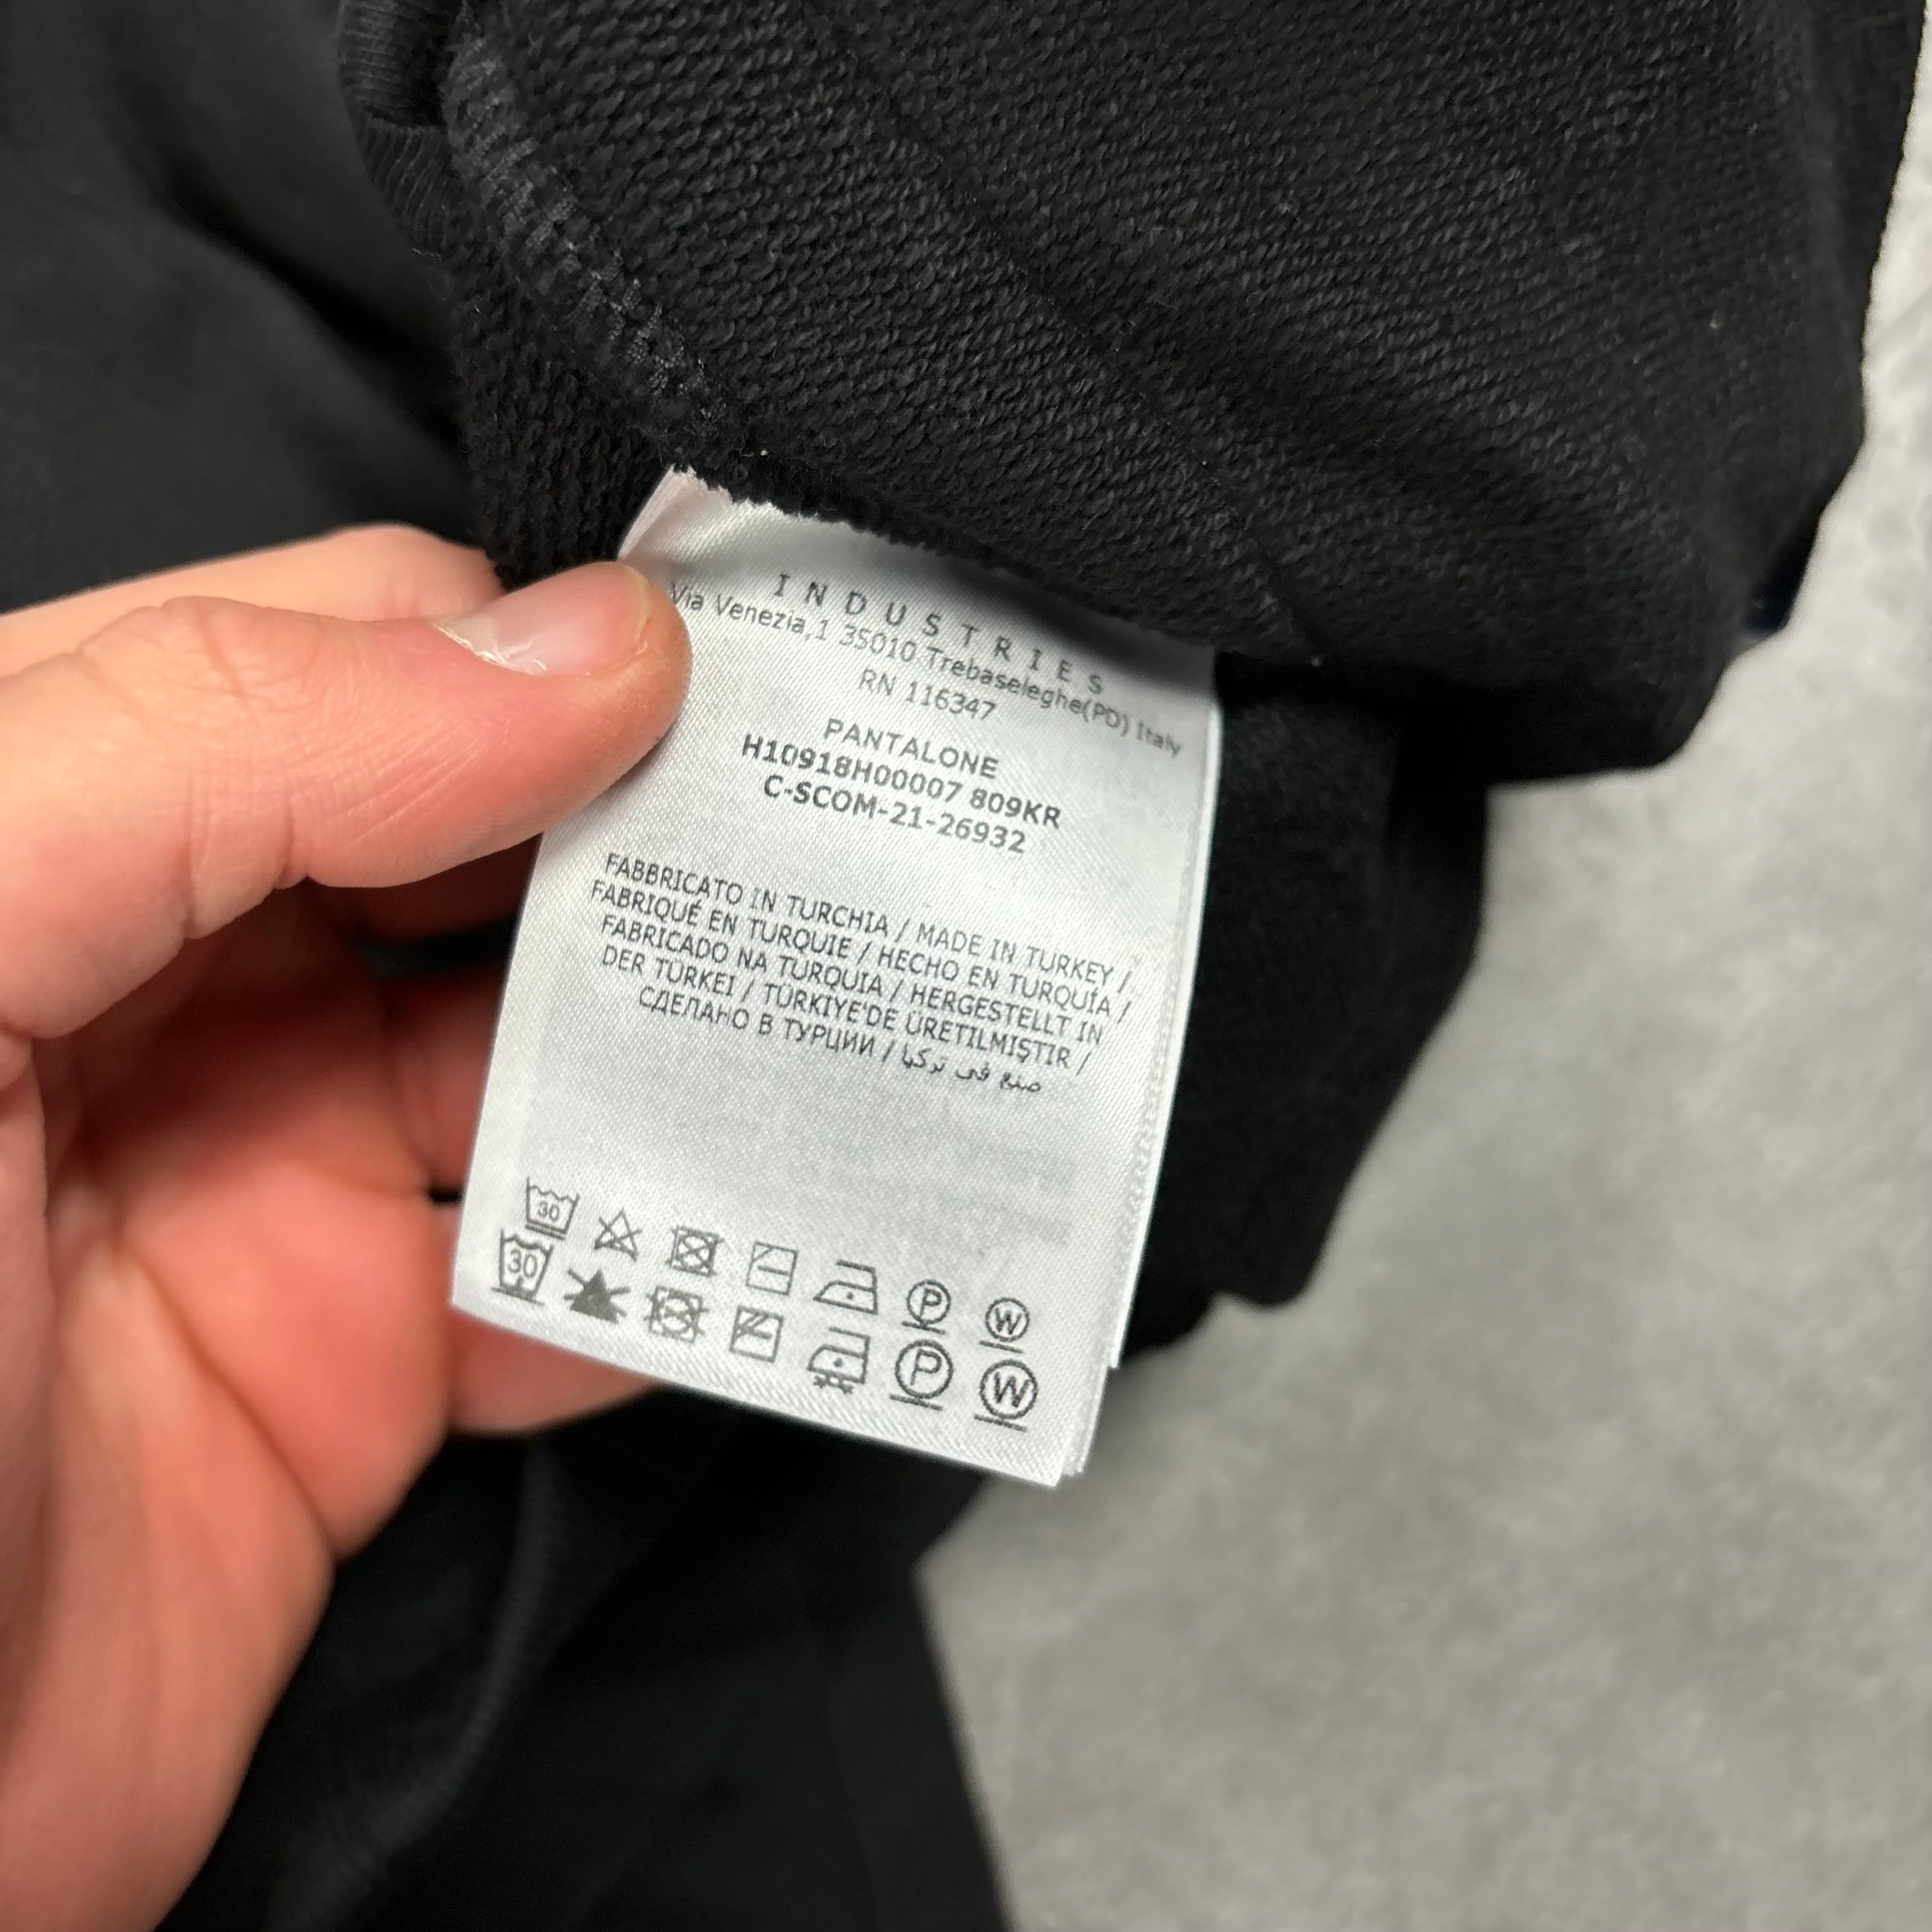 INDUSTRIES
Via Venezia,1 35010 Trebaseleghe(PD) Italy
RN 116347
PANTALONE
H10918H00007 809KR
C-SCOM-21-26932
FABBRICATO IN TURCHIA / MADE IN TURKEY /
FABRIQUÉ EN TURQUIE / HECHO EN TURQUÍA /
FABRICADO NA TURQUIA / HERGESTELLT IN
DER TÜRKEI / TÜRKIYE'DE ÜRETILMIŞTIR /
СДЕЛАНО В ТУРЦИИ / صنع في تركيا
30 P W
30 P W